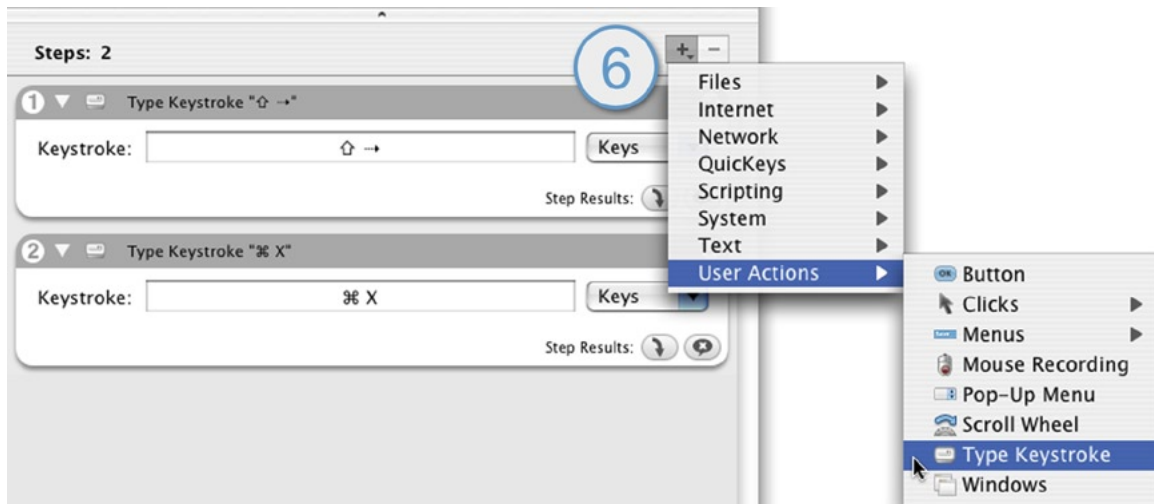 Steps: 2
6
+ −
1 Type Keystroke "⇧ ⇢"
Keystroke: ⇧ ⇢ Keys
Step Results:
2 Type Keystroke "⌘ X"
Keystroke: ⌘ X Keys
Step Results:
Files
Internet
Network
QuicKeys
Scripting
System
Text
User Actions
OK Button
Clicks
Menus
Mouse Recording
Pop-Up Menu
Scroll Wheel
Type Keystroke
Windows